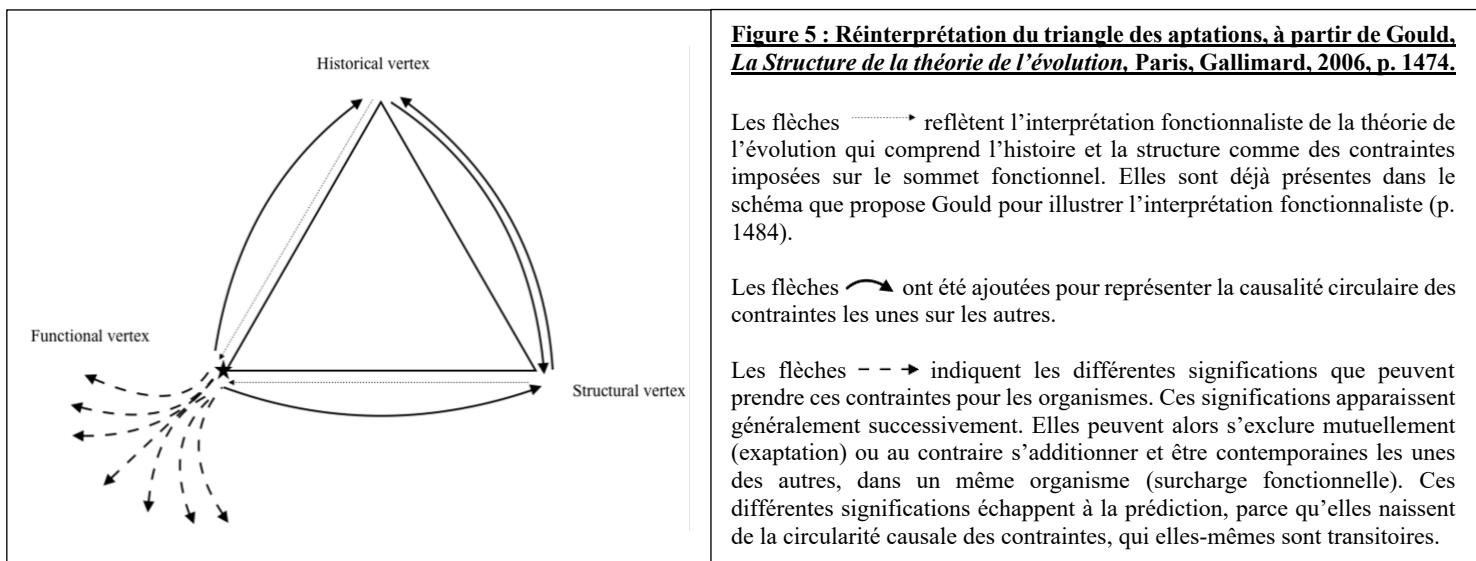 Historical vertex
Functional vertex
Structural vertex
Figure 5 : Réinterprétation du triangle des aptations, à partir de Gould,
La Structure de la théorie de l’évolution, Paris, Gallimard, 2006, p. 1474.
Les flèches reflètent l’interprétation fonctionnaliste de la théorie de
l’évolution qui comprend l’histoire et la structure comme des contraintes
imposées sur le sommet fonctionnel. Elles sont déjà présentes dans le
schéma que propose Gould pour illustrer l’interprétation fonctionnaliste (p.
1484).
Les flèches ont été ajoutées pour représenter la causalité circulaire des
contraintes les unes sur les autres.
Les flèches indiquent les différentes significations que peuvent
prendre ces contraintes pour les organismes. Ces significations apparaissent
généralement successivement. Elles peuvent alors s’exclure mutuellement
(exaptation) ou au contraire s’additionner et être contemporaines les unes
des autres, dans un même organisme (surcharge fonctionnelle). Ces
différentes significations échappent à la prédiction, parce qu’elles naissent
de la circularité causale des contraintes, qui elles-mêmes sont transitoires.